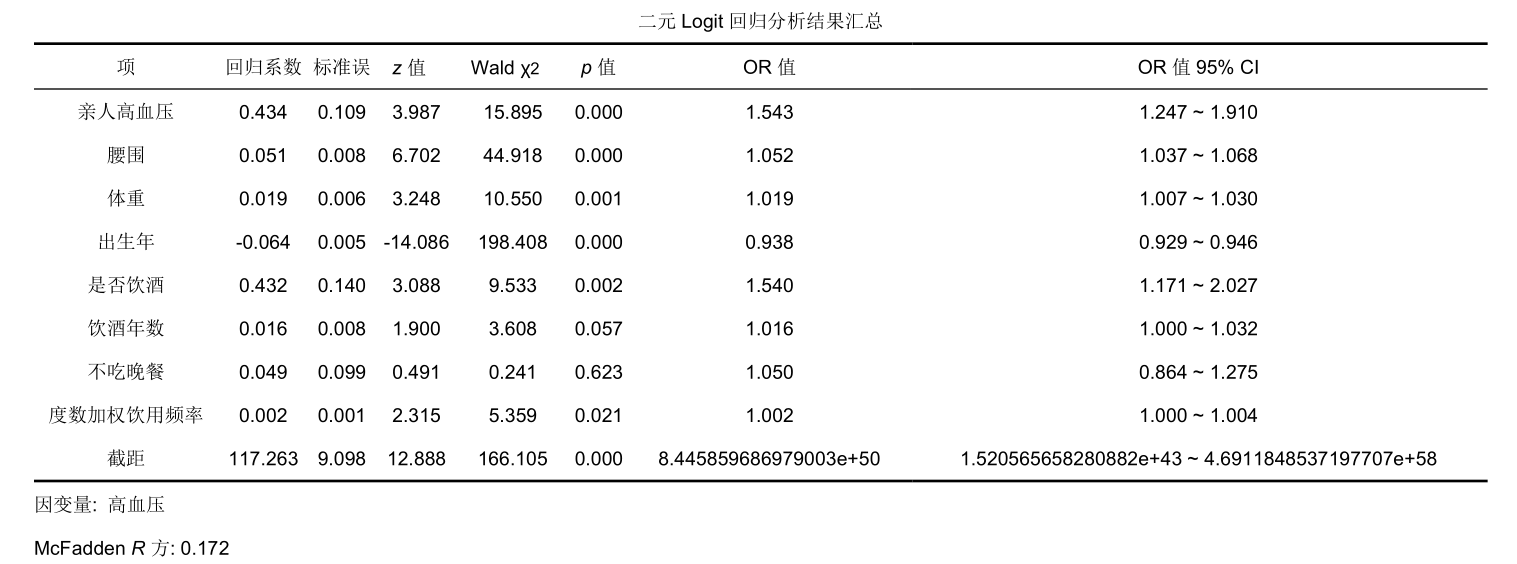 二元 Logit 回归分析结果汇总
项 回归系数 标准误 z 值 Wald χ2 p 值 OR 值 OR 值 95% CI
亲人高血压 0.434 0.109 3.987 15.895 0.000 1.543 1.247 ~ 1.910
腰围 0.051 0.008 6.702 44.918 0.000 1.052 1.037 ~ 1.068
体重 0.019 0.006 3.248 10.550 0.001 1.019 1.007 ~ 1.030
出生年 -0.064 0.005 -14.086 198.408 0.000 0.938 0.929 ~ 0.946
是否饮酒 0.432 0.140 3.088 9.533 0.002 1.540 1.171 ~ 2.027
饮酒年数 0.016 0.008 1.900 3.608 0.057 1.016 1.000 ~ 1.032
不吃晚餐 0.049 0.099 0.491 0.241 0.623 1.050 0.864 ~ 1.275
度数加权饮用频率 0.002 0.001 2.315 5.359 0.021 1.002 1.000 ~ 1.004
截距 117.263 9.098 12.888 166.105 0.000 8.445859686979003e+50 1.520565658280882e+43 ~ 4.6911848537197707e+58
因变量: 高血压
McFadden R 方: 0.172